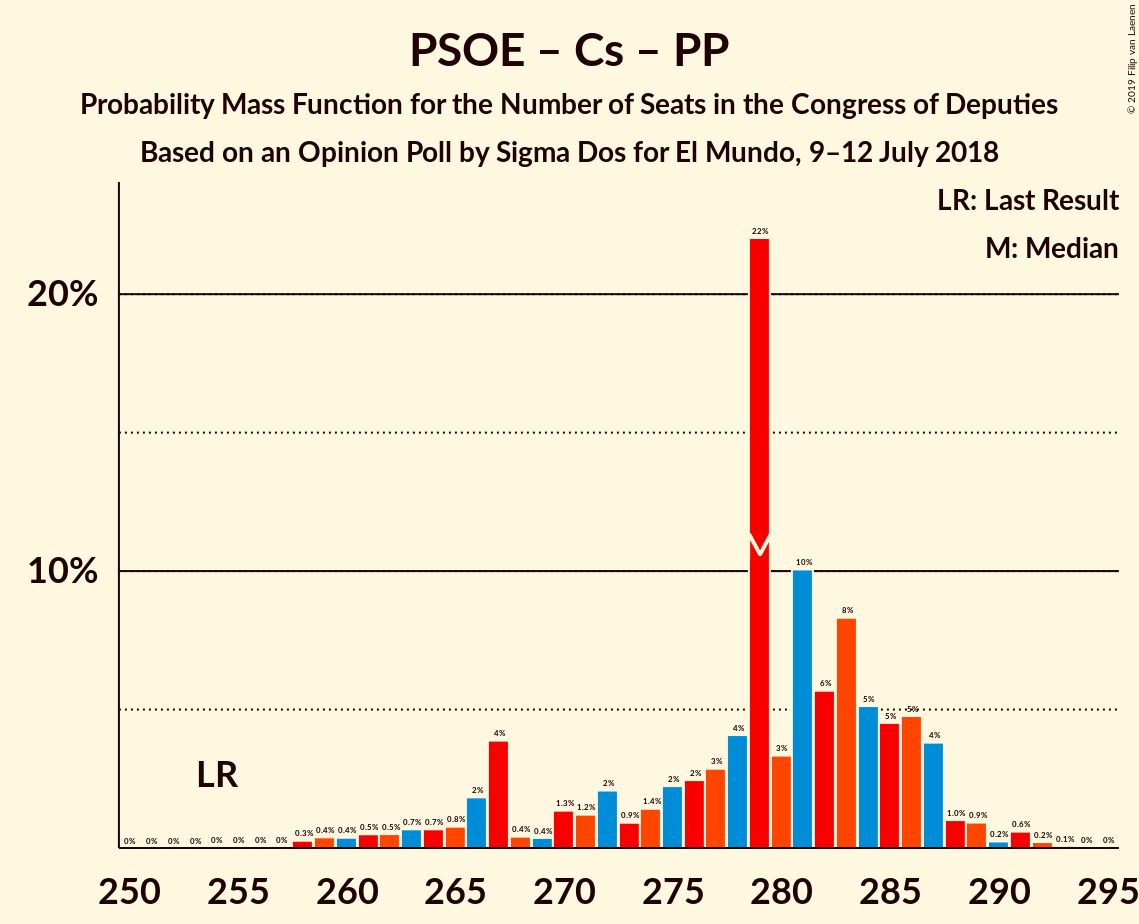 PSOE – Cs – PP
Probability Mass Function for the Number of Seats in the Congress of Deputies
Based on an Opinion Poll by Sigma Dos for El Mundo, 9–12 July 2018
© 2019 Filip van Laenen
LR: Last Result
M: Median
20%
10%
LR
0% 0% 0% 0% 0% 0% 0% 0% 0.3% 0.4% 0.4% 0.5% 0.5% 0.7% 0.7% 0.8% 2% 4% 0.4% 0.4% 1.3% 1.2% 2% 0.9% 1.4% 2% 2% 3% 4% 22% 3% 10% 6% 8% 5% 5% 5% 4% 1.0% 0.9% 0.2% 0.6% 0.2% 0.1% 0% 0%
250 255 260 265 270 275 280 285 290 295